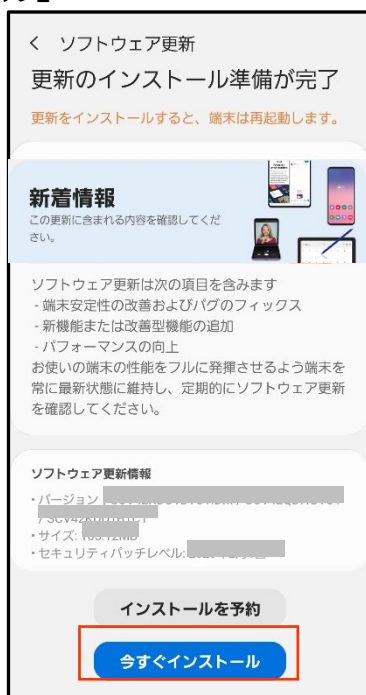 < ソフトウェア更新
更新のインストール準備が完了
更新をインストールすると、端末は再起動します。
新着情報
この更新に含まれる内容を確認してくだ
さい。
ソフトウェア更新は次の項目を含みます
- 端末安定性の改善およびバグのフィックス
- 新機能または改善型機能の追加
- パフォーマンスの向上
お使いの端末の性能をフルに発揮させるよう端末を
常に最新状態に維持し、定期的にソフトウェア更新
を確認してください。
ソフトウェア更新情報
・バージョン
・サイズ:
・セキュリティパッチレベル:
インストールを予約
今すぐインストール